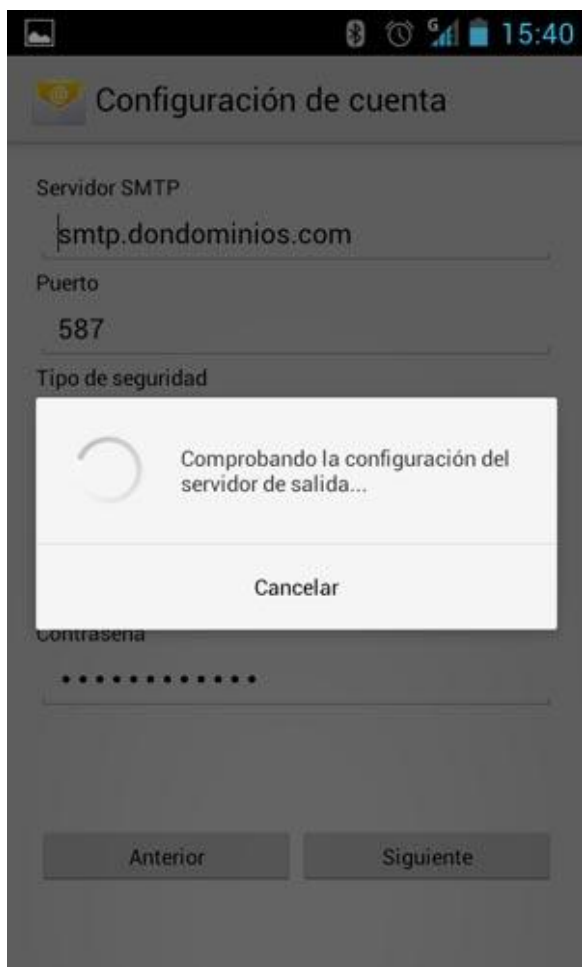 G 15:40
Configuración de cuenta
Servidor SMTP
smtp.dondominios.com
Puerto
587
Tipo de seguridad
Comprobando la configuración del
servidor de salida...
Cancelar
Contraseña
••••••••••••
Anterior
Siguiente